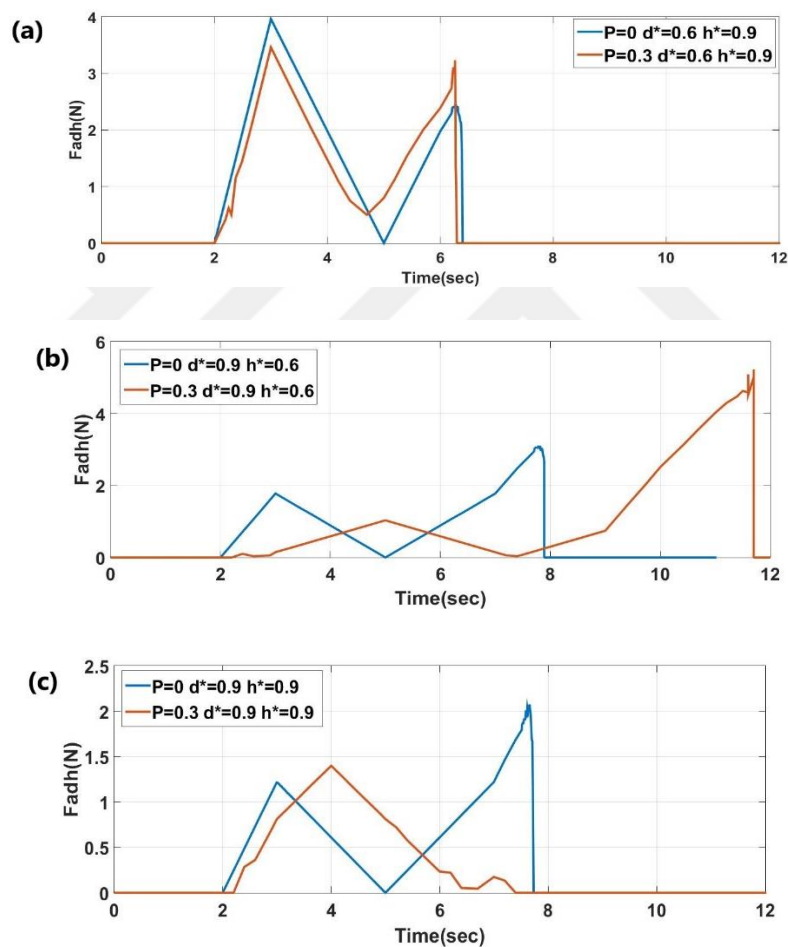 (a)
4
3
2
1
0
Fadh(N)
P=0 d*=0.6 h*=0.9
P=0.3 d*=0.6 h*=0.9
0 2 4 6 8 10 12
Time(sec)
(b)
6
4
2
0
Fadh(N)
P=0 d*=0.9 h*=0.6
P=0.3 d*=0.9 h*=0.6
0 2 4 6 8 10 12
Time(sec)
(c)
2.5
2
1.5
1
0.5
0
Fadh(N)
P=0 d*=0.9 h*=0.9
P=0.3 d*=0.9 h*=0.9
0 2 4 6 8 10 12
Time(sec)